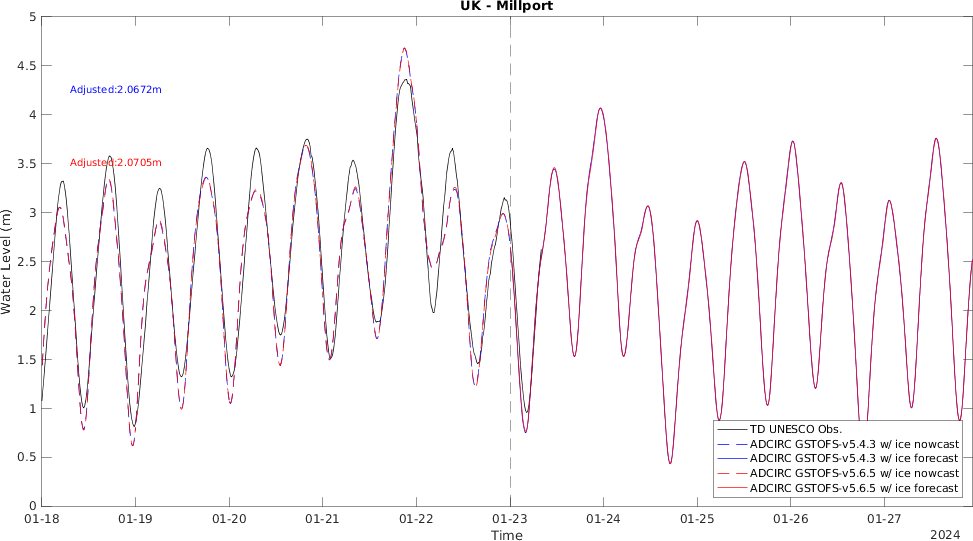 UK - Millport
5
4.5
4
3.5
3
2.5
2
1.5
1
0.5
0
Water Level (m)
Adjusted:2.0672m
Adjusted:2.0705m
TD UNESCO Obs.
ADCIRC GSTOFS-v5.4.3 w/ ice nowcast
ADCIRC GSTOFS-v5.4.3 w/ ice forecast
ADCIRC GSTOFS-v5.6.5 w/ ice nowcast
ADCIRC GSTOFS-v5.6.5 w/ ice forecast
01-18 01-19 01-20 01-21 01-22 01-23 01-24 01-25 01-26 01-27
Time
2024